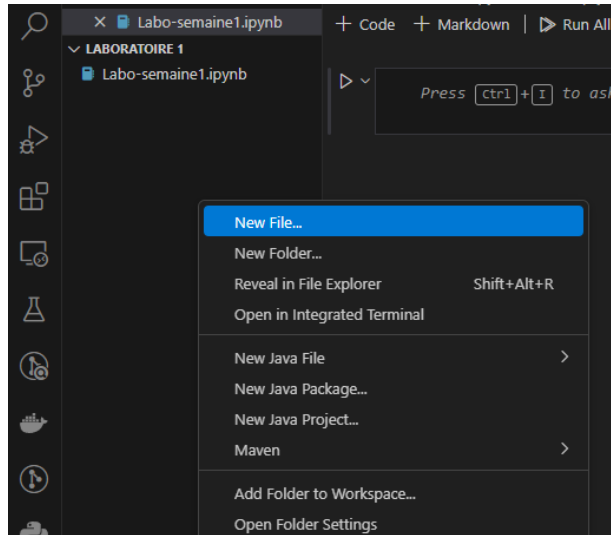 Labo-semaine1.ipynb
Code Markdown Run All
LABORATOIRE 1
Labo-semaine1.ipynb
Press Ctrl+I to
New File...
New Folder...
Reveal in File Explorer Shift+Alt+R
Open in Integrated Terminal
New Java File
New Java Package...
New Java Project...
Maven
Add Folder to Workspace...
Open Folder Settings